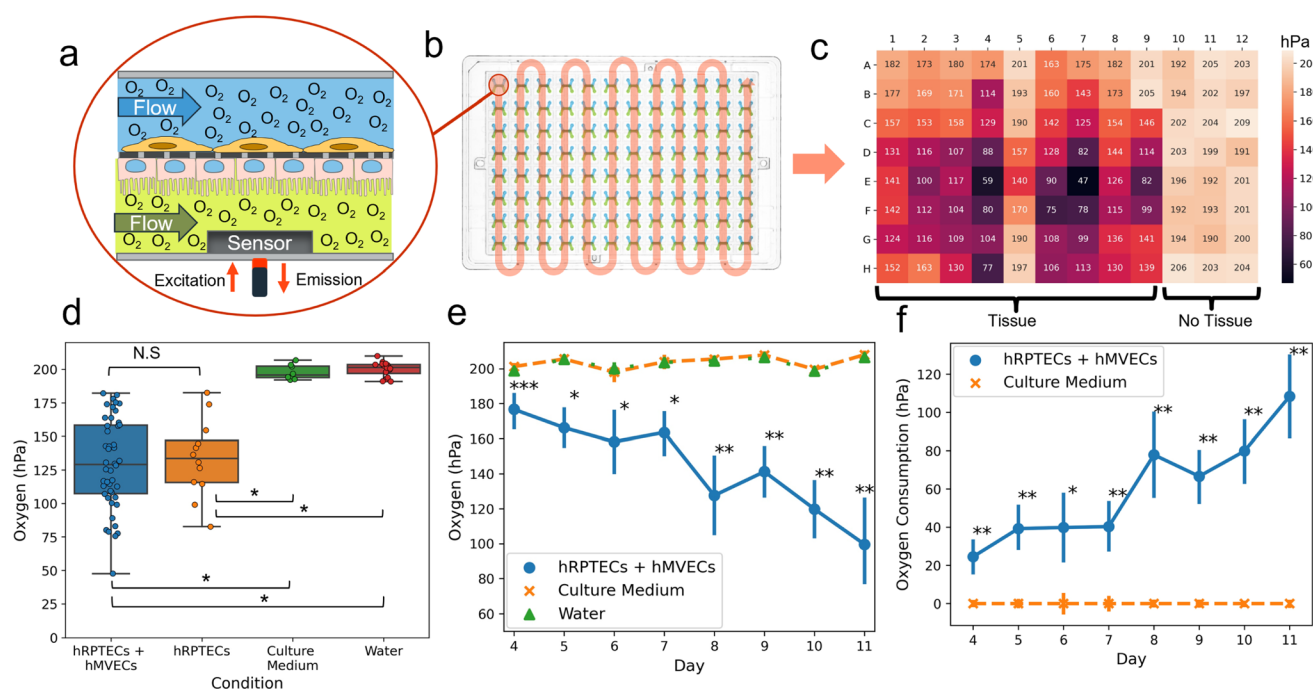 a
O2 O2 O2 O2 O2 O2
Flow
O2 O2 O2 O2 O2
O2 O2 O2 O2 O2
O2 O2 O2 O2 O2 O2
Flow
O2 O2 O2 O2
Sensor
Excitation
Emission
b
c
hPa
1 2 3 4 5 6 7 8 9 10 11 12
A 182 173 180 174 201 163 175 182 201 192 205 203
B 177 169 171 114 193 160 143 173 205 194 202 197
C 157 153 158 129 190 142 125 154 146 202 204 209
D 131 116 107 88 157 128 82 144 114 203 199 191
E 141 100 117 59 140 90 47 126 82 196 192 201
F 142 112 104 80 170 75 78 115 99 192 193 201
G 124 116 109 104 190 108 99 136 141 194 190 200
H 152 163 130 77 197 106 113 130 139 206 203 204
200
180
160
140
120
100
80
60
Tissue
No Tissue
d
N.S
Oxygen (hPa)
200
175
150
125
100
75
50
25
0
*
*
*
*
hRPTECs +
hMVECs
hRPTECs
Culture
Medium
Water
Condition
e
Oxygen (hPa)
200
180
160
140
120
100
80
60
*** * * * ** ** ** **
hRPTECs + hMVECs
Culture Medium
Water
4 5 6 7 8 9 10 11
Day
f
Oxygen Consumption (hPa)
120
100
80
60
40
20
0
hRPTECs + hMVECs
Culture Medium
** ** * ** ** ** ** **
4 5 6 7 8 9 10 11
Day